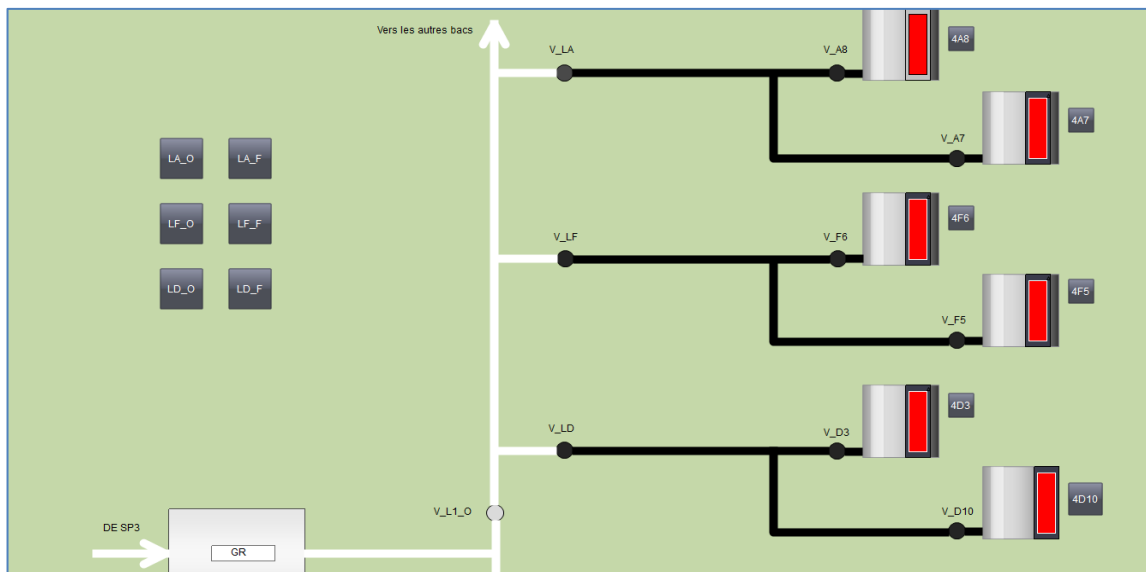 Vers les autres bacs
V_LA
V_A8
4A8
V_A7
4A7
LA_O
LA_F
LF_O
LF_F
LD_O
LD_F
V_LF
V_F6
4F6
V_F5
4F5
V_LD
V_D3
4D3
V_D10
4D10
V_L1_O
DE SP3
GR